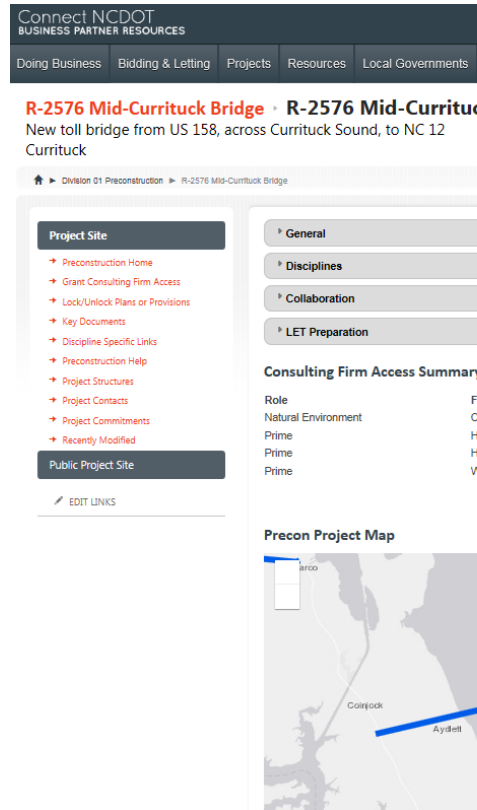 Connect NCDOT
BUSINESS PARTNER RESOURCES
Doing Business Bidding & Letting Projects Resources Local Governments
R-2576 Mid-Currituck Bridge R-2576 Mid-Curritu
New toll bridge from US 158, across Currituck Sound, to NC 12
Currituck
Division 01 Preconstruction R-2576 Mid-Currituck Bridge
Project Site
Preconstruction Home
Grant Consulting Firm Access
Lock/Unlock Plans or Provisions
Key Documents
Discipline Specific Links
Preconstruction Help
Project Structures
Project Contacts
Project Commitments
Recently Modified
Public Project Site
EDIT LINKS
General
Disciplines
Collaboration
LET Preparation
Consulting Firm Access Summary
Role F
Natural Environment
Prime H
Prime H
Prime W
Precon Project Map
arco
Coinjock
Aydlett